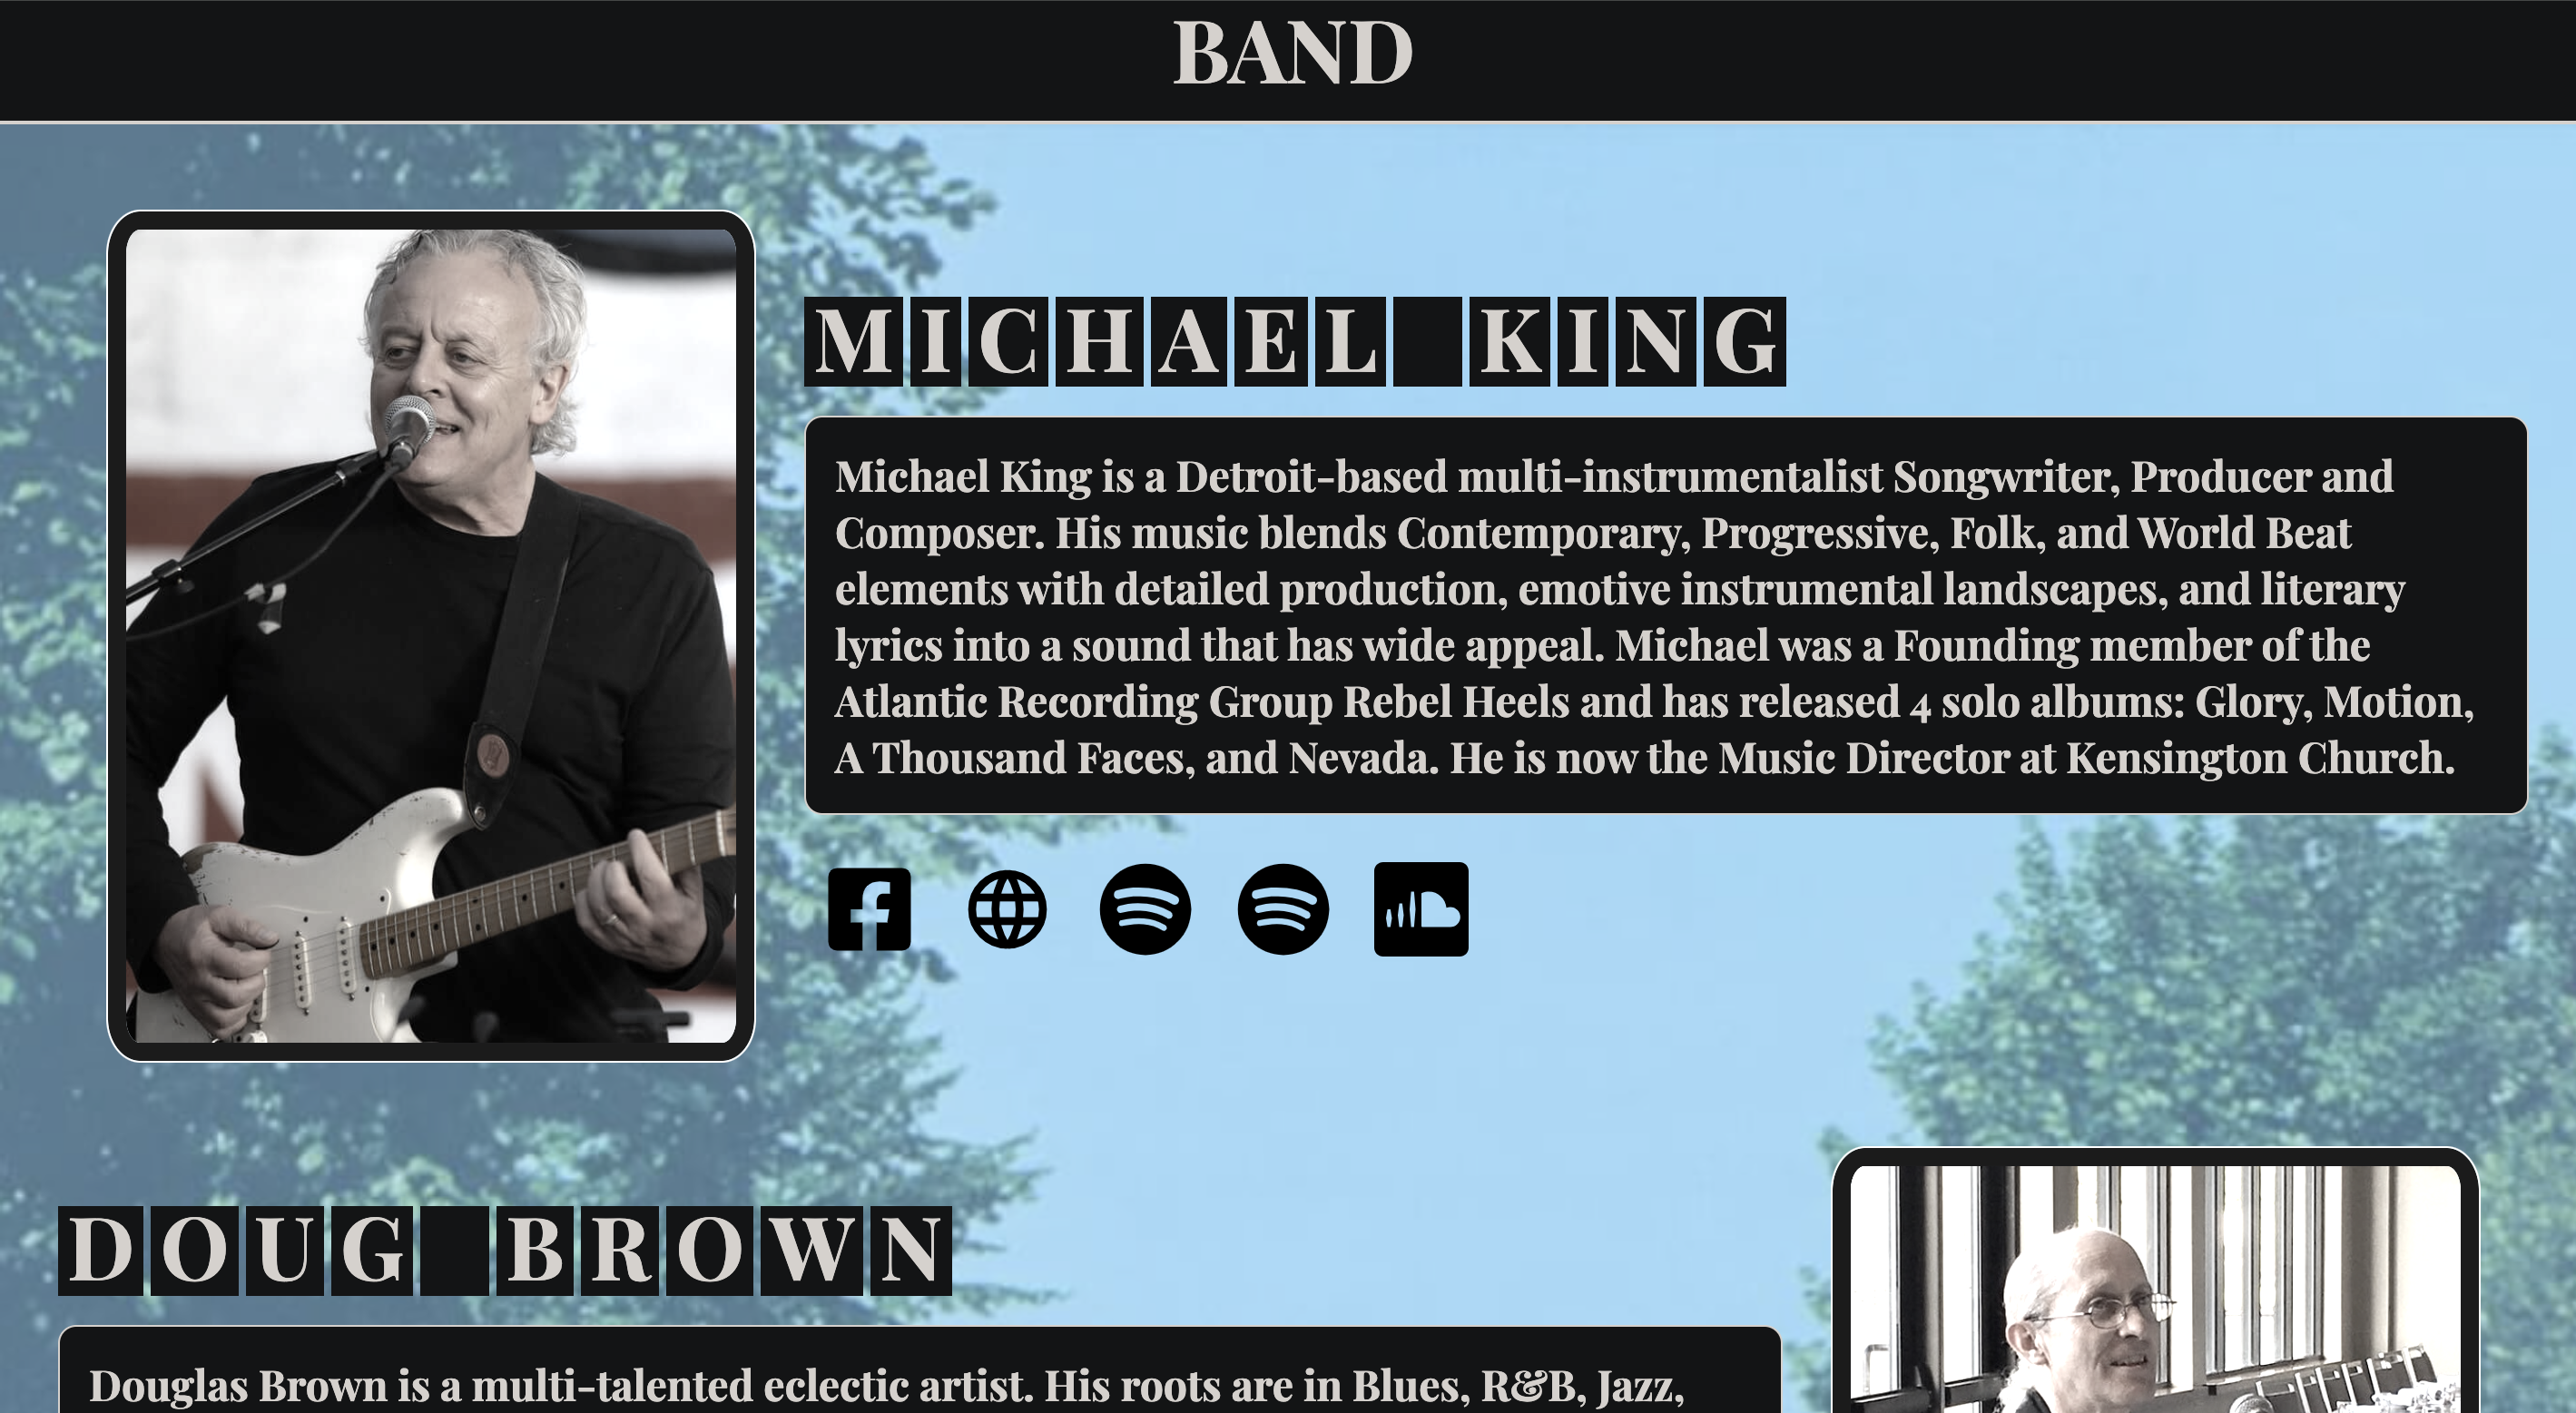 BAND
MICHAEL KING
Michael King is a Detroit-based multi-instrumentalist Songwriter, Producer and
Composer. His music blends Contemporary, Progressive, Folk, and World Beat
elements with detailed production, emotive instrumental landscapes, and literary
lyrics into a sound that has wide appeal. Michael was a Founding member of the
Atlantic Recording Group Rebel Heels and has released 4 solo albums: Glory, Motion,
A Thousand Faces, and Nevada. He is now the Music Director at Kensington Church.
DOUG BROWN
Douglas Brown is a multi-talented eclectic artist. His roots are in Blues, R&B, Jazz,